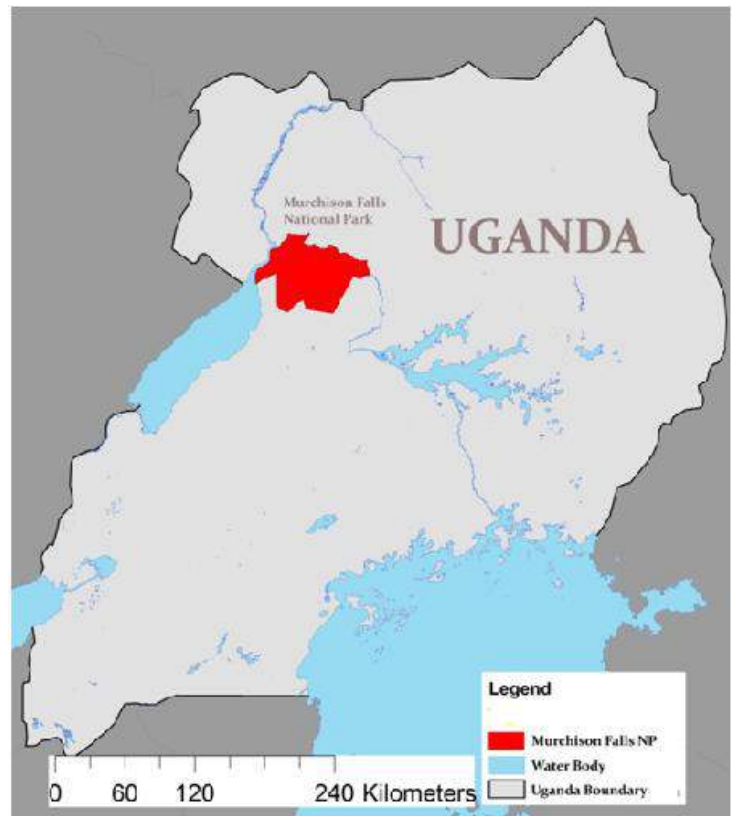 Murchison Falls
National Park
UGANDA
Legend
Murchison Falls NP
Water Body
Uganda Boundary
0 60 120 240 Kilometers